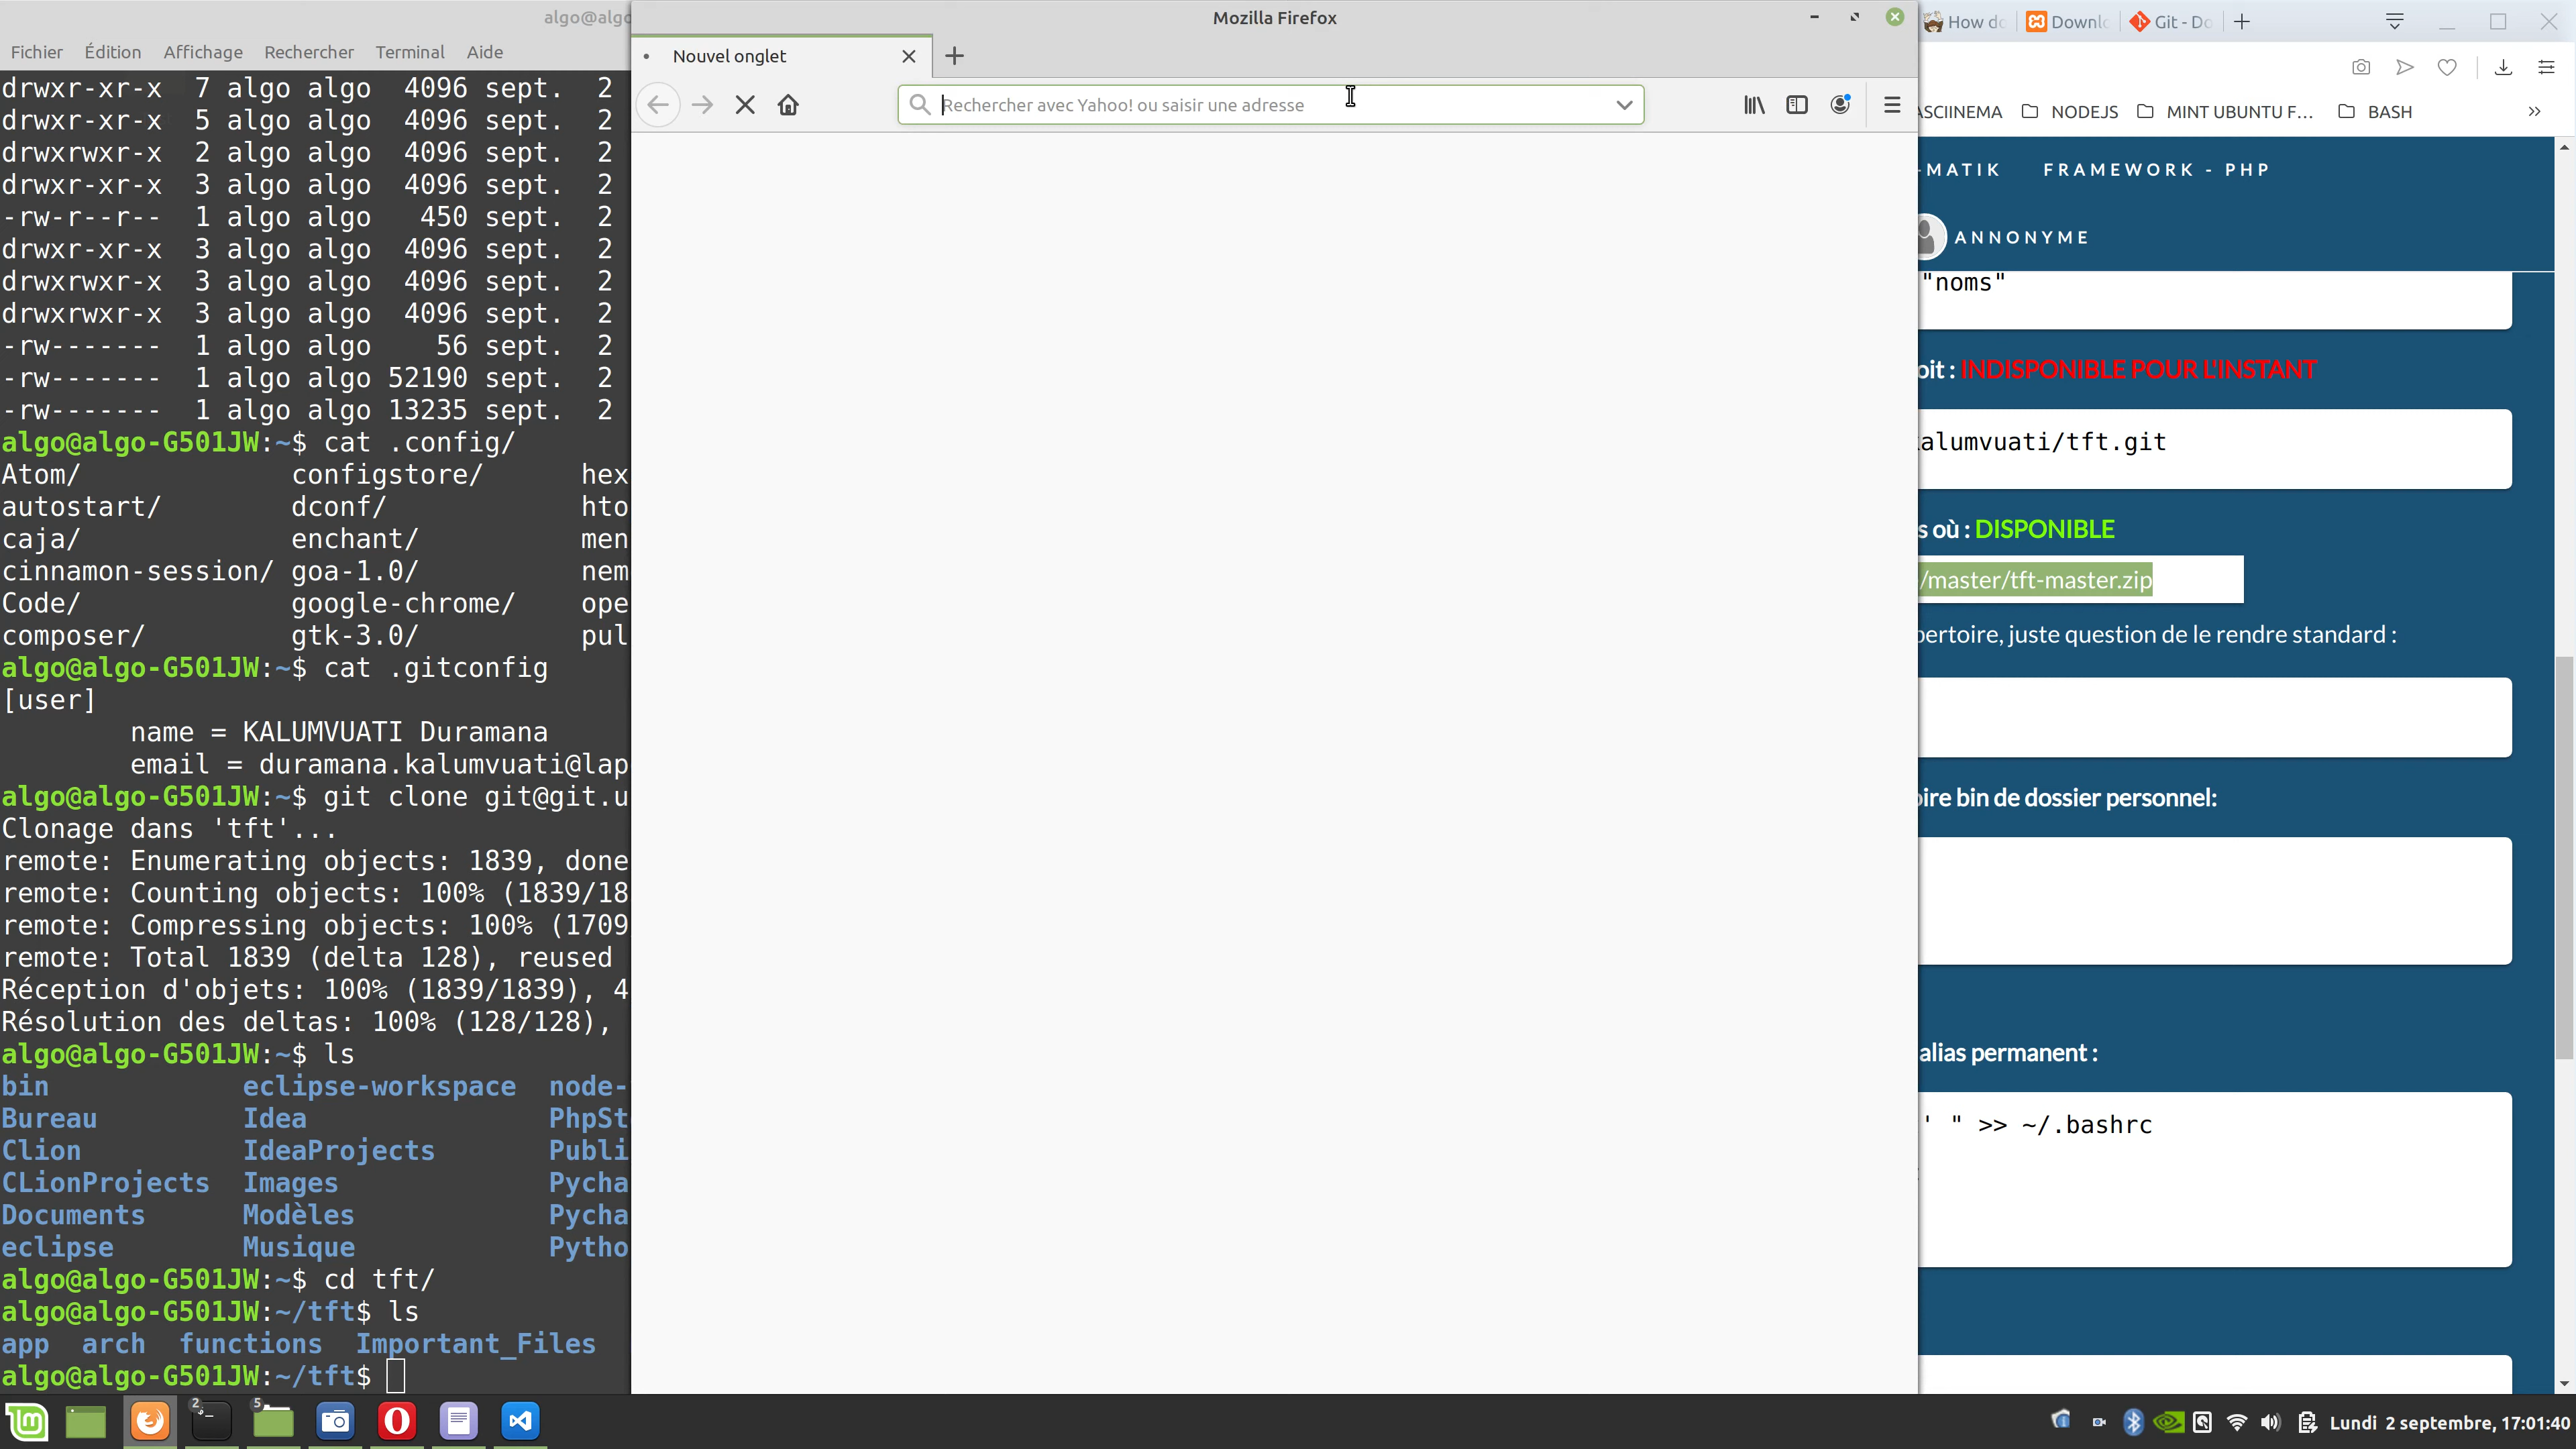 algo@algo
Fichier Édition Affichage Rechercher Terminal Aide
drwxr-xr-x 7 algo algo 4096 sept. 2
drwxr-xr-x 5 algo algo 4096 sept. 2
drwxrwxr-x 2 algo algo 4096 sept. 2
drwxr-xr-x 3 algo algo 4096 sept. 2
-rw-r--r-- 1 algo algo 450 sept. 2
drwxr-xr-x 3 algo algo 4096 sept. 2
drwxrwxr-x 3 algo algo 4096 sept. 2
drwxrwxr-x 3 algo algo 4096 sept. 2
-rw------- 1 algo algo 56 sept. 2
-rw------- 1 algo algo 52190 sept. 2
-rw------- 1 algo algo 13235 sept. 2
algo@algo-G501JW:~$ cat .config/
Atom/ configstore/ hex
autostart/ dconf/ hto
caja/ enchant/ men
cinnamon-session/ goa-1.0/ nem
Code/ google-chrome/ ope
composer/ gtk-3.0/ pul
algo@algo-G501JW:~$ cat .gitconfig
[user]
name = KALUMVUATI Duramana
email = duramana.kalumvuati@lap
algo@algo-G501JW:~$ git clone git@git.u
Clonage dans 'tft'...
remote: Enumerating objects: 1839, done
remote: Counting objects: 100% (1839/18
remote: Compressing objects: 100% (1709
remote: Total 1839 (delta 128), reused
Réception d'objets: 100% (1839/1839), 4
Résolution des deltas: 100% (128/128),
algo@algo-G501JW:~$ ls
bin eclipse-workspace node-
Bureau Idea PhpSt
Clion IdeaProjects Publi
CLionProjects Images Pycha
Documents Modèles Pycha
eclipse Musique Pytho
algo@algo-G501JW:~$ cd tft/
algo@algo-G501JW:~/tft$ ls
app arch functions Important_Files
algo@algo-G501JW:~/tft$
Mozilla Firefox
Nouvel onglet
Rechercher avec Yahoo! ou saisir une adresse
How do Downlo Git - Do
ASCIINEMA NODEJS MINT UBUNTU F... BASH »
-MATIK FRAMEWORK - PHP
ANNONYME
"noms"
oit : INDISPONIBLE POUR L'INSTANT
alumvuati/tft.git
s où : DISPONIBLE
/master/tft-master.zip
pertoire, juste question de le rendre standard :
oire bin de dossier personnel:
alias permanent :
' " >> ~/.bashrc
2 5
Lundi 2 septembre, 17:01:40